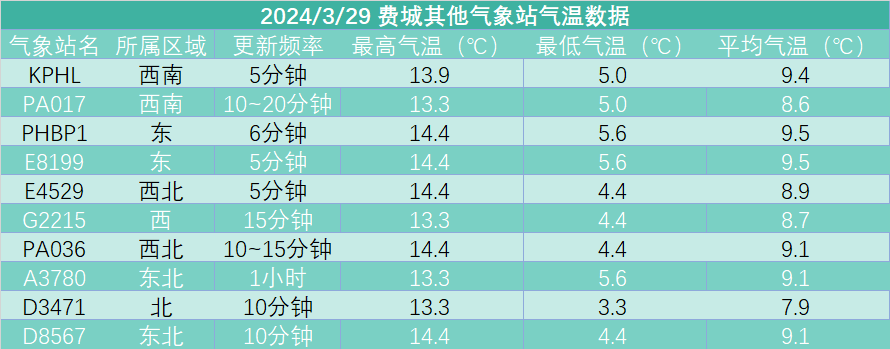 2024/3/29 费城其他气象站气温数据
气象站名 所属区域 更新频率 最高气温（℃） 最低气温（℃） 平均气温（℃）
KPHL 西南 5分钟 13.9 5.0 9.4
PA017 西南 10~20分钟 13.3 5.0 8.6
PHBP1 东 6分钟 14.4 5.6 9.5
E8199 东 5分钟 14.4 5.6 9.5
E4529 西北 5分钟 14.4 4.4 8.9
G2215 西 15分钟 13.3 4.4 8.7
PA036 西北 10~15分钟 14.4 4.4 9.1
A3780 东北 1小时 13.3 5.6 9.1
D3471 北 10分钟 13.3 3.3 7.9
D8567 东北 10分钟 14.4 4.4 9.1